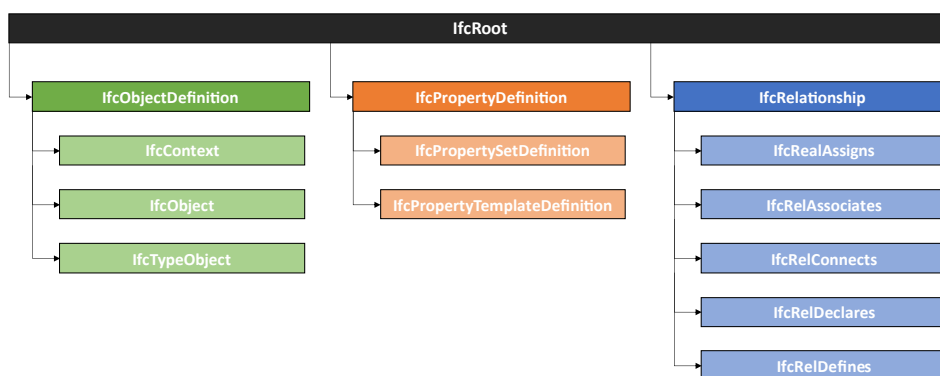 IfcRoot
IfcObjectDefinition
IfcContext
IfcObject
IfcTypeObject
IfcPropertyDefinition
IfcPropertySetDefinition
IfcPropertyTemplateDefinition
IfcRelationship
IfcRealAssigns
IfcRelAssociates
IfcRelConnects
IfcRelDeclares
IfcRelDefines